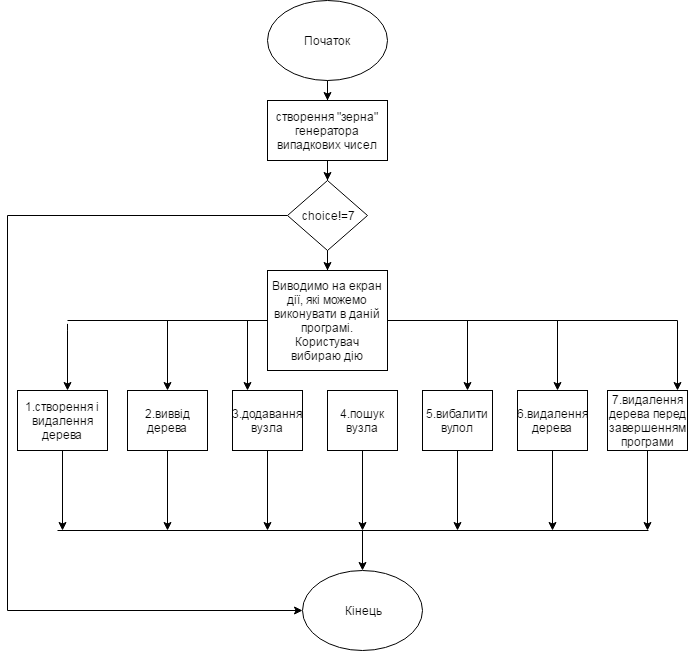 Початок
створення "зерна"
генератора
випадкових чисел
choice!=7
Виводимо на екран
дії, які можемо
виконувати в даній
програмі.
Користувач
вибираю дію
1.створення і
видалення
дерева
2.виввід
дерева
3.додавання
вузла
4.пошук
вузла
5.вибалити
вулол
6.видалення
дерева
7.видалення
дерева перед
завершенням
програми
Кінець